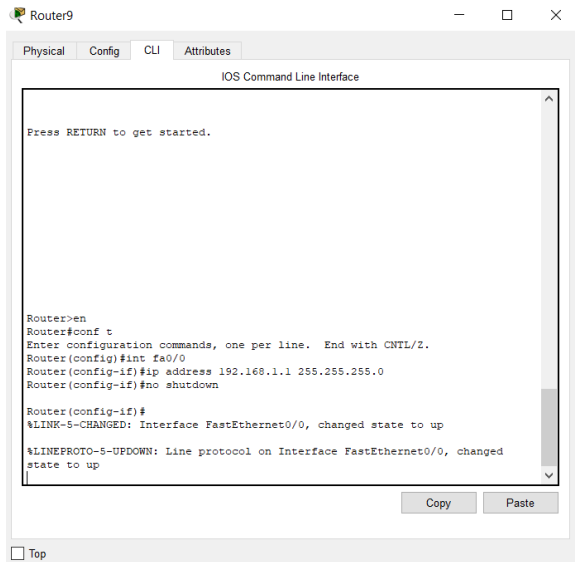 Router9
Physical Config CLI Attributes
IOS Command Line Interface
Press RETURN to get started.
Router>en
Router#conf t
Enter configuration commands, one per line.  End with CNTL/Z.
Router(config)#int fa0/0
Router(config-if)#ip address 192.168.1.1 255.255.255.0
Router(config-if)#no shutdown
Router(config-if)#
%LINK-5-CHANGED: Interface FastEthernet0/0, changed state to up
%LINEPROTO-5-UPDOWN: Line protocol on Interface FastEthernet0/0, changed
state to up
Copy Paste
Top